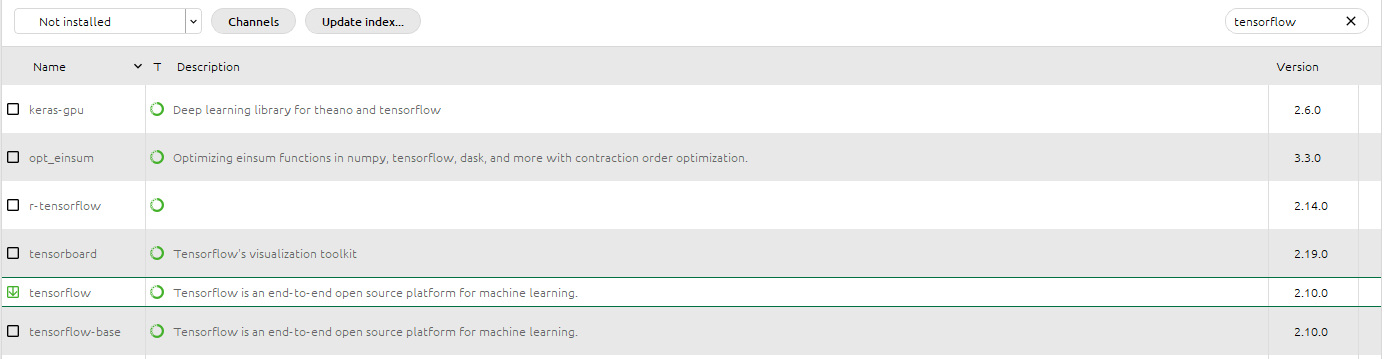 Not installed Channels Update index... tensorflow
Name T Description Version
keras-gpu Deep learning library for theano and tensorflow 2.6.0
opt_einsum Optimizing einsum functions in numpy, tensorflow, dask, and more with contraction order optimization. 3.3.0
r-tensorflow 2.14.0
tensorboard Tensorflow's visualization toolkit 2.19.0
tensorflow Tensorflow is an end-to-end open source platform for machine learning. 2.10.0
tensorflow-base Tensorflow is an end-to-end open source platform for machine learning. 2.10.0